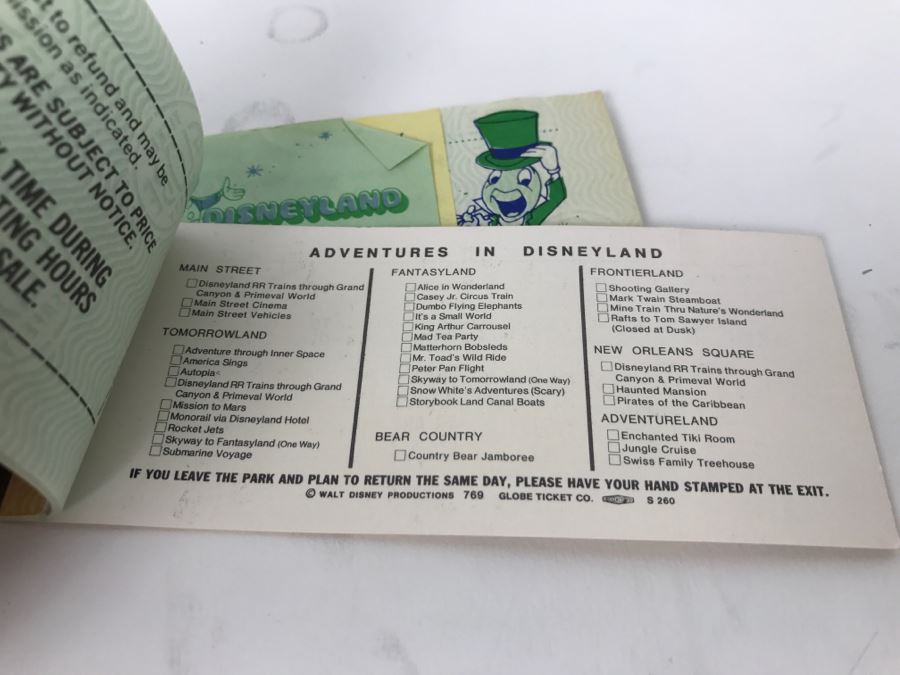 t to refund and may be
ission as indicated.
S ARE SUBJECT TO PRICE
TY WITHOUT NOTICE.
TIME DURING
TING HOURS
SALE.
DISNEYLAND
ADVENTURES IN DISNEYLAND
MAIN STREET
Disneyland RR Trains through Grand
Canyon & Primeval World
Main Street Cinema
Main Street Vehicles
TOMORROWLAND
Adventure through Inner Space
America Sings
Autopia
Disneyland RR Trains through Grand
Canyon & Primeval World
Mission to Mars
Monorail via Disneyland Hotel
Rocket Jets
Skyway to Fantasyland (One Way)
Submarine Voyage
FANTASYLAND
Alice in Wonderland
Casey Jr. Circus Train
Dumbo Flying Elephants
It's a Small World
King Arthur Carrousel
Mad Tea Party
Matterhorn Bobsleds
Mr. Toad's Wild Ride
Peter Pan Flight
Skyway to Tomorrowland (One Way)
Snow White's Adventures (Scary)
Storybook Land Canal Boats
BEAR COUNTRY
Country Bear Jamboree
FRONTIERLAND
Shooting Gallery
Mark Twain Steamboat
Mine Train Thru Nature's Wonderland
Rafts to Tom Sawyer Island
(Closed at Dusk)
NEW ORLEANS SQUARE
Disneyland RR Trains through Grand
Canyon & Primeval World
Haunted Mansion
Pirates of the Caribbean
ADVENTURELAND
Enchanted Tiki Room
Jungle Cruise
Swiss Family Treehouse
IF YOU LEAVE THE PARK AND PLAN TO RETURN THE SAME DAY, PLEASE HAVE YOUR HAND STAMPED AT THE EXIT.
© WALT DISNEY PRODUCTIONS 769 GLOBE TICKET CO. S 260